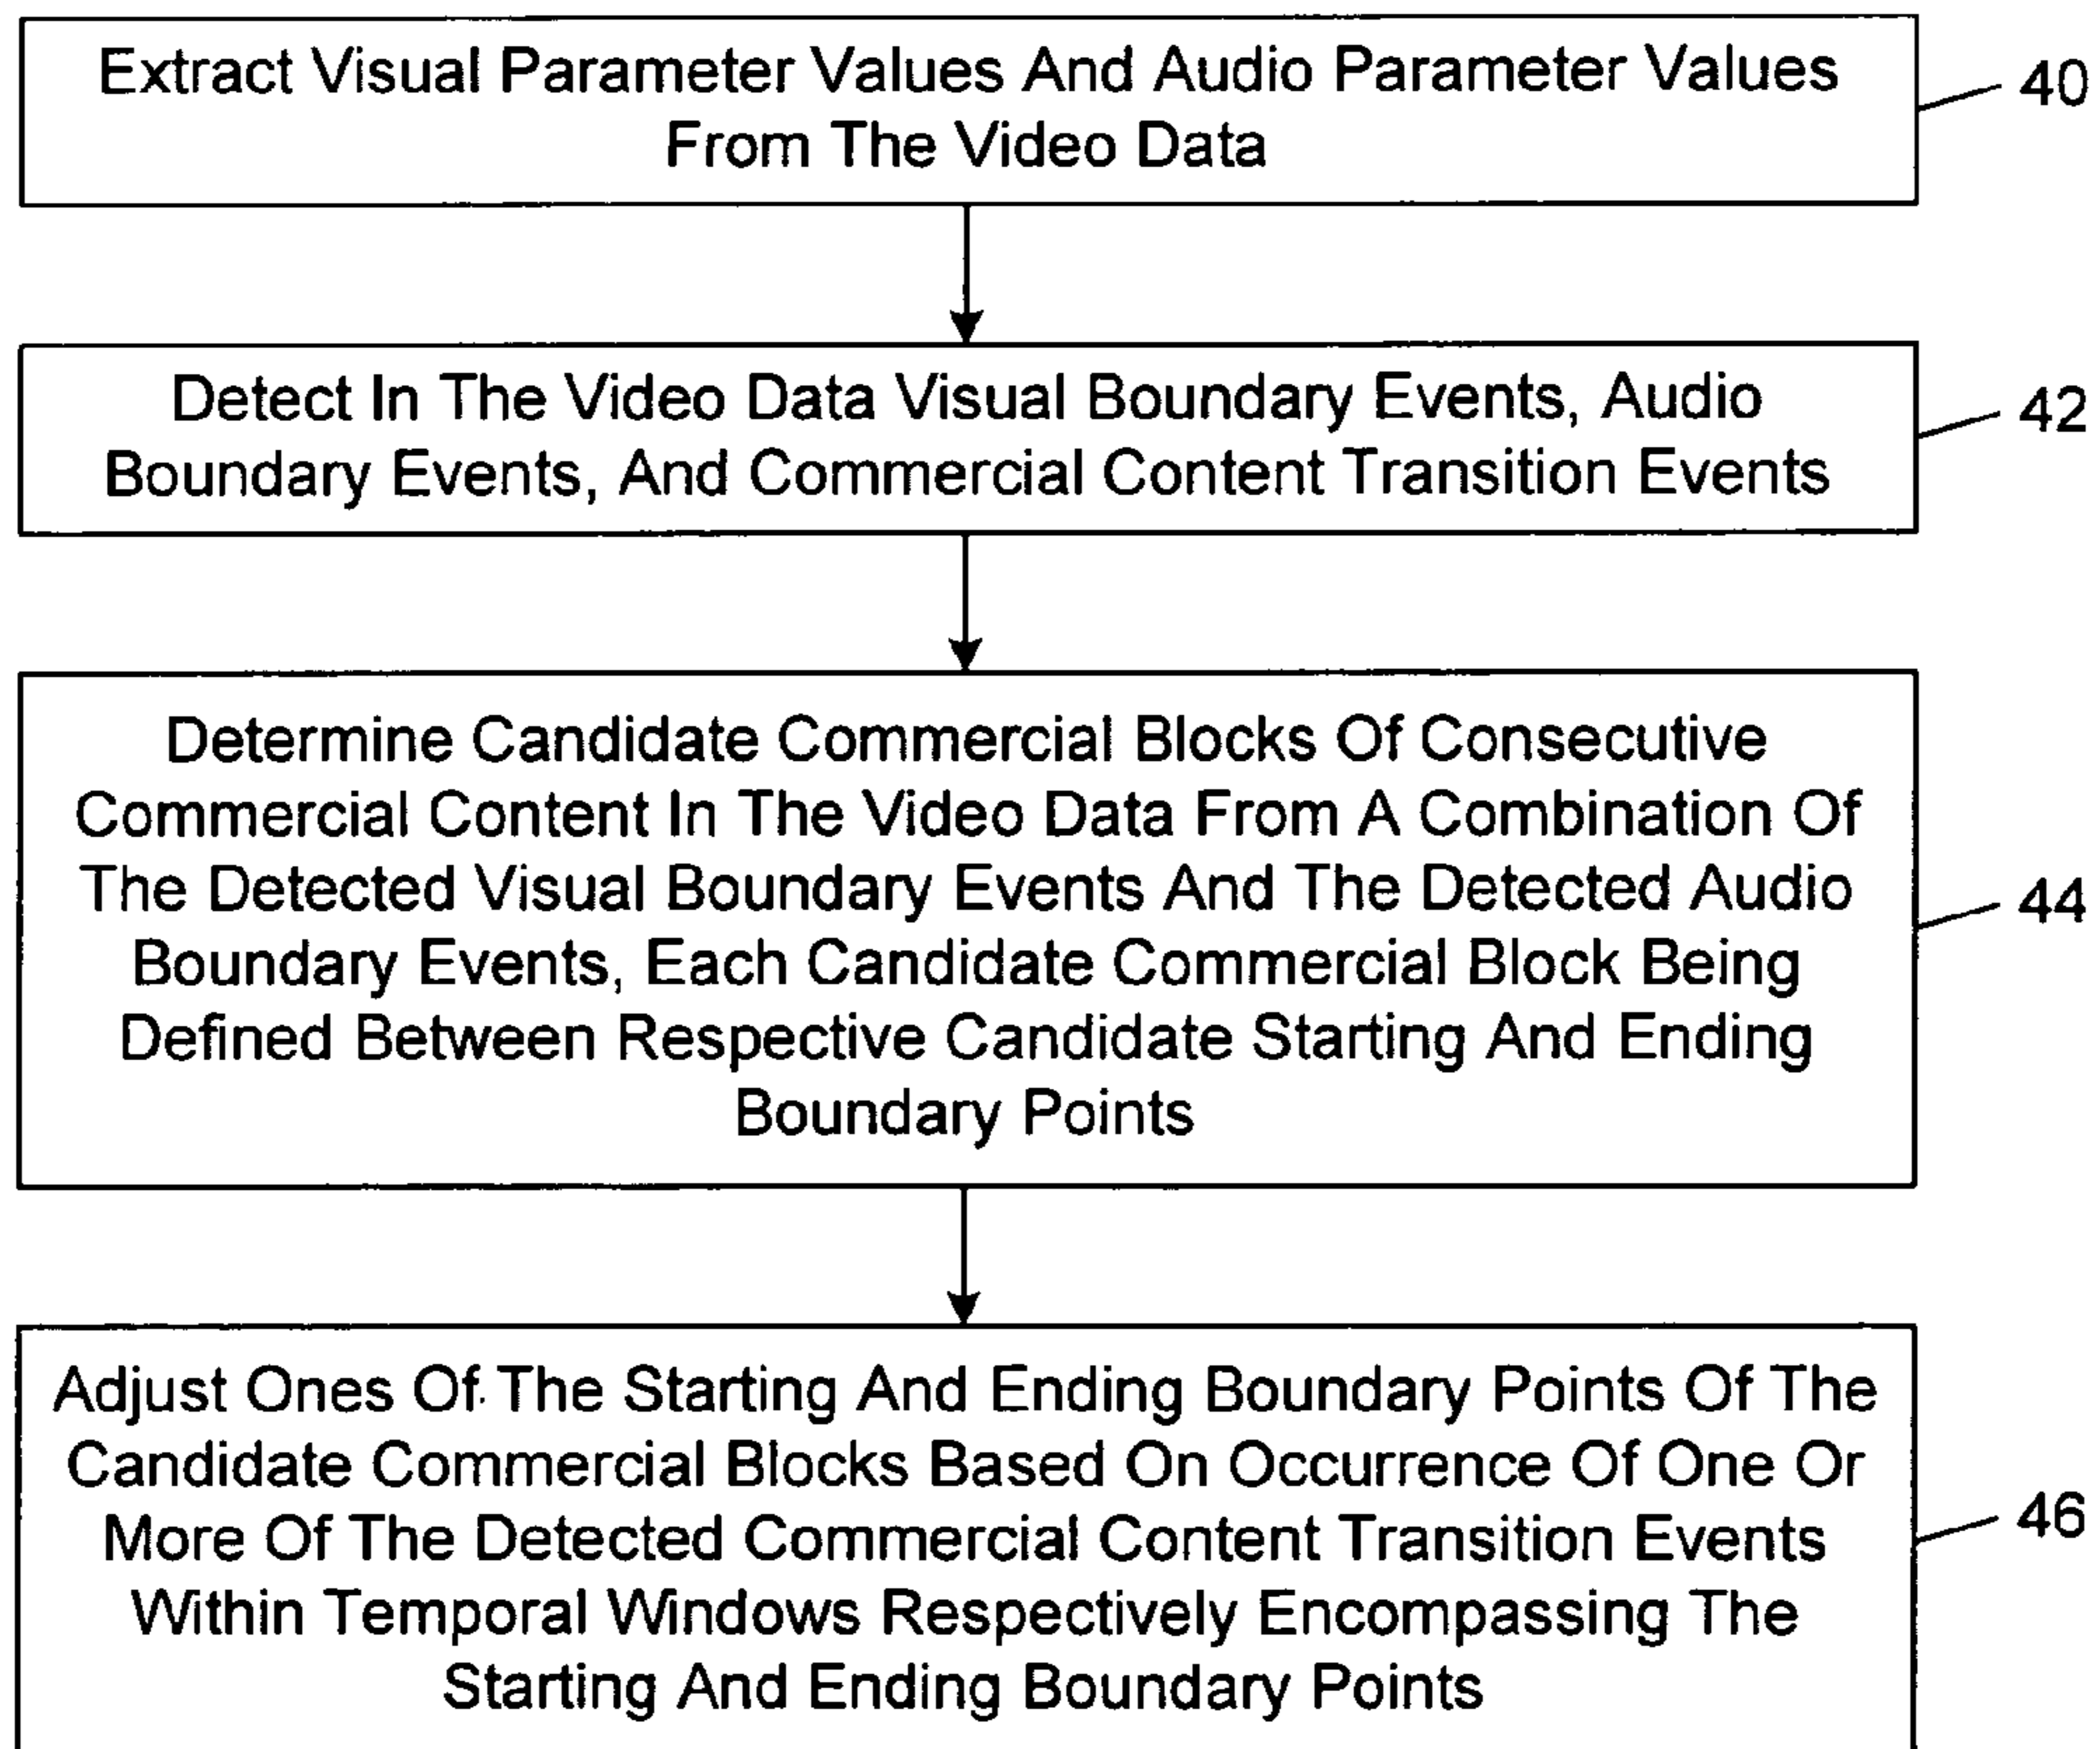 Extract Visual Parameter Values And Audio Parameter Values
From The Video Data
40
Detect In The Video Data Visual Boundary Events, Audio
Boundary Events, And Commercial Content Transition Events
42
Determine Candidate Commercial Blocks Of Consecutive
Commercial Content In The Video Data From A Combination Of
The Detected Visual Boundary Events And The Detected Audio
Boundary Events, Each Candidate Commercial Block Being
Defined Between Respective Candidate Starting And Ending
Boundary Points
44
Adjust Ones Of The Starting And Ending Boundary Points Of The
Candidate Commercial Blocks Based On Occurrence Of One Or
More Of The Detected Commercial Content Transition Events
Within Temporal Windows Respectively Encompassing The
Starting And Ending Boundary Points
46